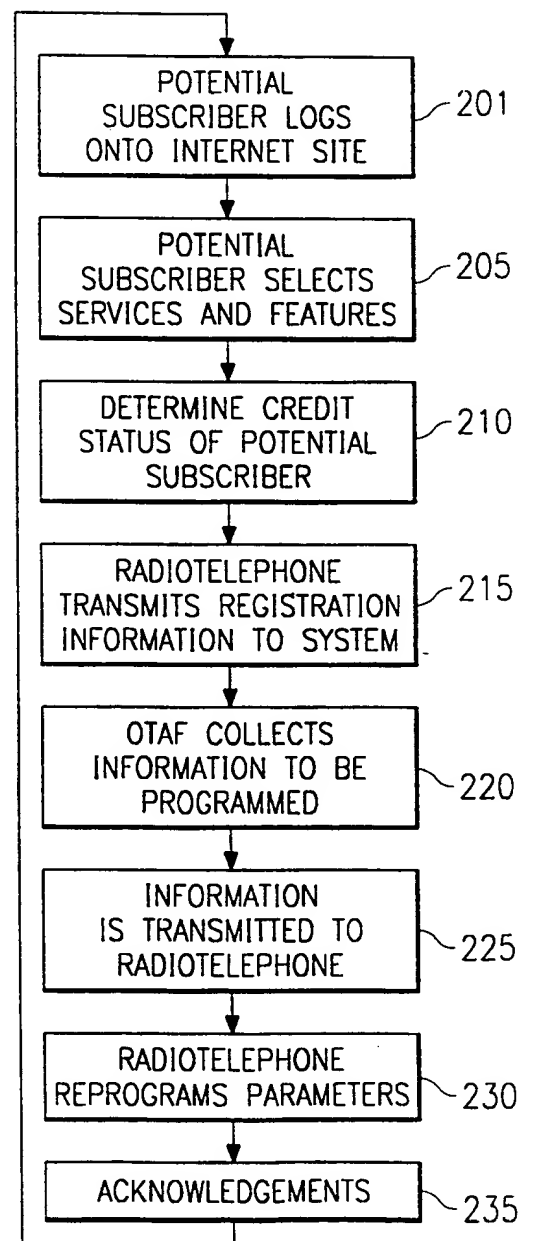 POTENTIAL
SUBSCRIBER LOGS
ONTO INTERNET SITE
201
POTENTIAL
SUBSCRIBER SELECTS
SERVICES AND FEATURES
205
DETERMINE CREDIT
STATUS OF POTENTIAL
SUBSCRIBER
210
RADIOTELEPHONE
TRANSMITS REGISTRATION
INFORMATION TO SYSTEM
215
OTAF COLLECTS
INFORMATION TO BE
PROGRAMMED
220
INFORMATION
IS TRANSMITTED TO
RADIOTELEPHONE
225
RADIOTELEPHONE
REPROGRAMS PARAMETERS
230
ACKNOWLEDGEMENTS
235